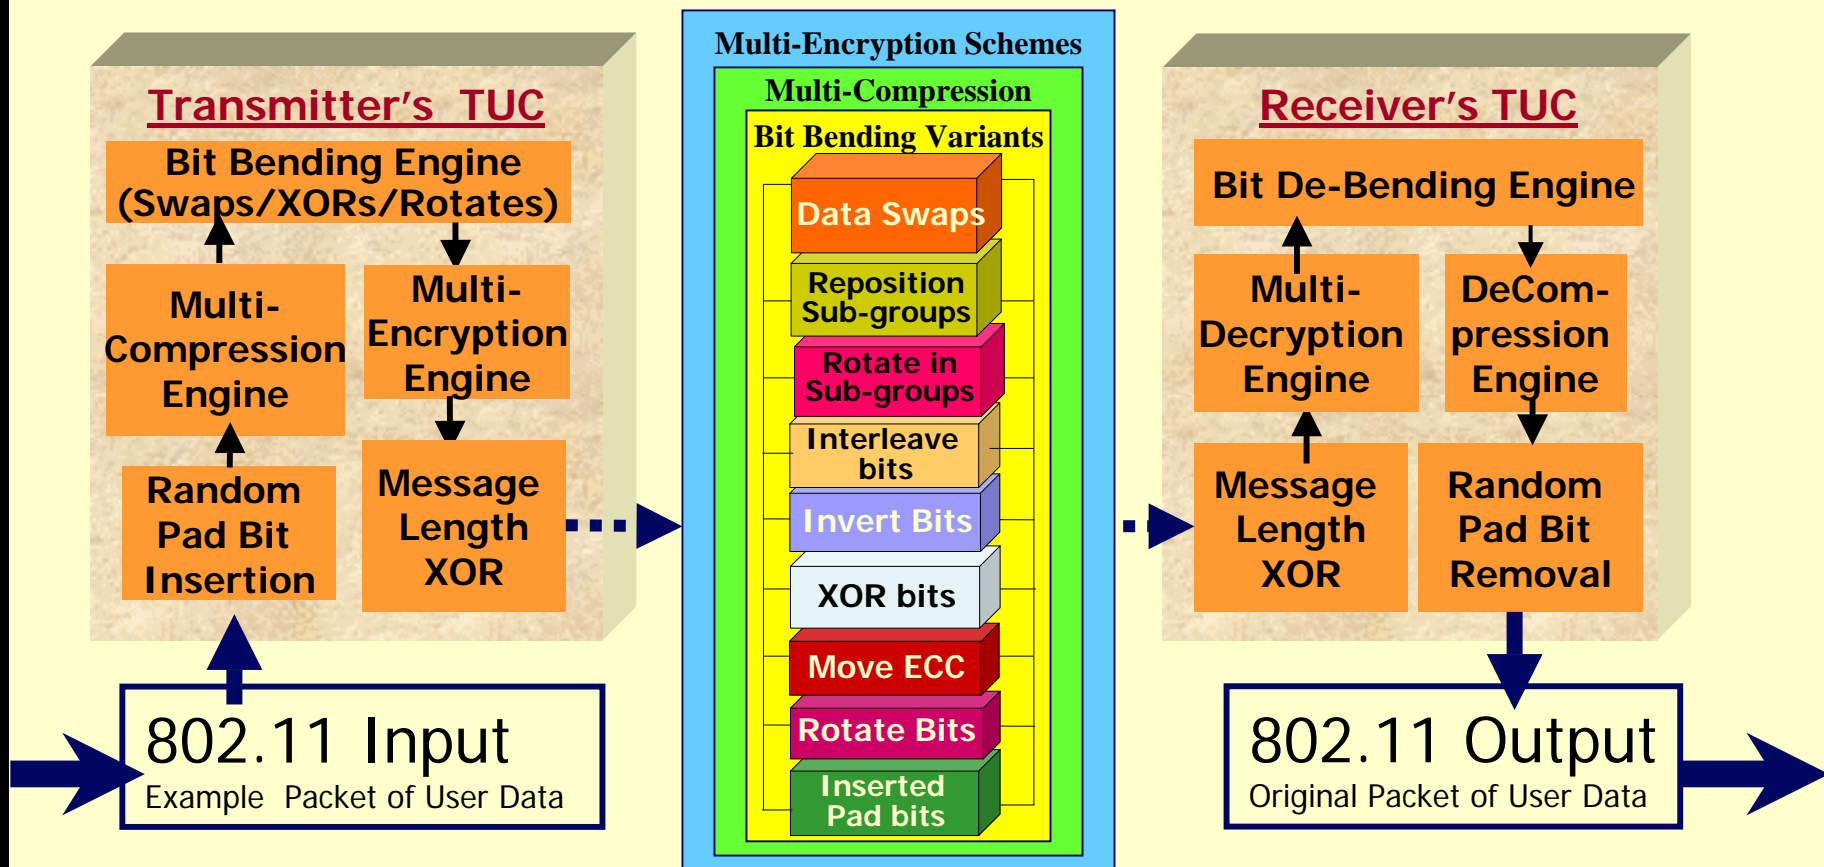 Transmitter's TUC
Bit Bending Engine
(Swaps/XORs/Rotates)
Multi-
Compression
Engine
Multi-
Encryption
Engine
Random
Pad Bit
Insertion
Message
Length
XOR
802.11 Input
Example Packet of User Data
Multi-Encryption Schemes
Multi-Compression
Bit Bending Variants
Data Swaps
Reposition
Sub-groups
Rotate in
Sub-groups
Interleave
bits
Invert Bits
XOR bits
Move ECC
Rotate Bits
Inserted
Pad bits
Receiver's TUC
Bit De-Bending Engine
Multi-
Decryption
Engine
DeCom-
pression
Engine
Message
Length
XOR
Random
Pad Bit
Removal
802.11 Output
Original Packet of User Data